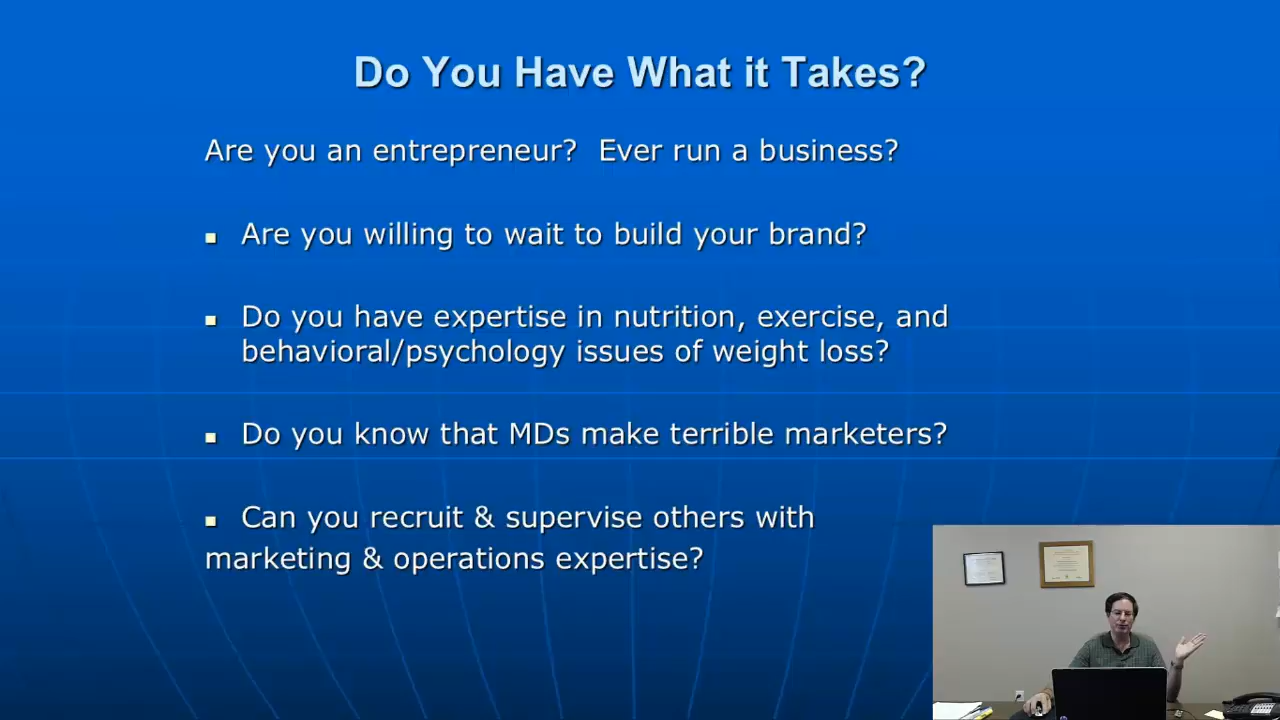 Do You Have What it Takes?
Are you an entrepreneur?  Ever run a business?
Are you willing to wait to build your brand?
Do you have expertise in nutrition, exercise, and
behavioral/psychology issues of weight loss?
Do you know that MDs make terrible marketers?
Can you recruit & supervise others with
marketing & operations expertise?